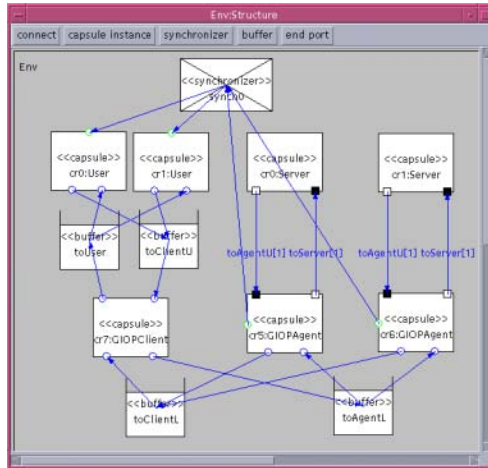 Env:Structure
connect capsule instance synchronizer buffer end port
Env
<<synchronizer>>
synch0
<<capsule>>
cr0:User
<<capsule>>
cr1:User
<<capsule>>
cr0:Server
<<capsule>>
cr1:Server
<<buffer>>
toUser
<<buffer>>
toClientU
toAgentU[1] toServer[1]
toAgentU[1] toServer[1]
<<capsule>>
cr7:GIOPClient
<<capsule>>
cr5:GIOPAgent
<<capsule>>
cr6:GIOPAgent
<<buffer>>
toClientL
<<buffer>>
toAgentL